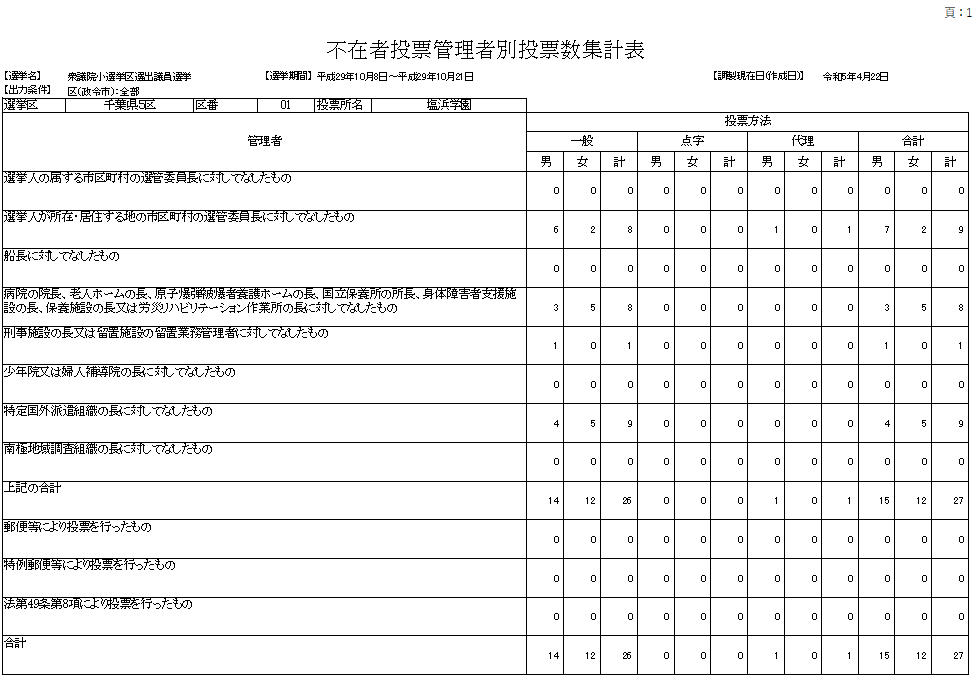 頁：1
不在者投票管理者別投票数集計表
【選挙名】 衆議院小選挙区選出議員選挙 【選挙期間】 平成29年10月8日～平成29年10月21日 【調製現在日(作成日)】 令和5年4月22日
【出力条件】 区(政令市)：全部
選挙区 千葉県5区 区番 01 投票所名 塩浜学園
管理者 投票方法
一般 点字 代理 合計
男 女 計 男 女 計 男 女 計 男 女 計
選挙人の属する市区町村の選管委員長に対してなしたもの 0 0 0 0 0 0 0 0 0 0 0 0
選挙人が所在・居住する地の市区町村の選管委員長に対してなしたもの 6 2 8 0 0 0 1 0 1 7 2 9
船長に対してなしたもの 0 0 0 0 0 0 0 0 0 0 0 0
病院の院長、老人ホームの長、原子爆弾被爆者養護ホームの長、国立保養所の所長、身体障害者支援施
設の長、保養施設の長又は労災リハビリテーション作業所の長に対してなしたもの 3 5 8 0 0 0 0 0 0 3 5 8
刑事施設の長又は留置施設の留置業務管理者に対してなしたもの 1 0 1 0 0 0 0 0 0 1 0 1
少年院又は婦人補導院の長に対してなしたもの 0 0 0 0 0 0 0 0 0 0 0 0
特定国外派遣組織の長に対してなしたもの 4 5 9 0 0 0 0 0 0 4 5 9
南極地域調査組織の長に対してなしたもの 0 0 0 0 0 0 0 0 0 0 0 0
上記の合計 14 12 26 0 0 0 1 0 1 15 12 27
郵便等により投票を行ったもの 0 0 0 0 0 0 0 0 0 0 0 0
特例郵便等により投票を行ったもの 0 0 0 0 0 0 0 0 0 0 0 0
法第49条第8項により投票を行ったもの 0 0 0 0 0 0 0 0 0 0 0 0
合計 14 12 26 0 0 0 1 0 1 15 12 27